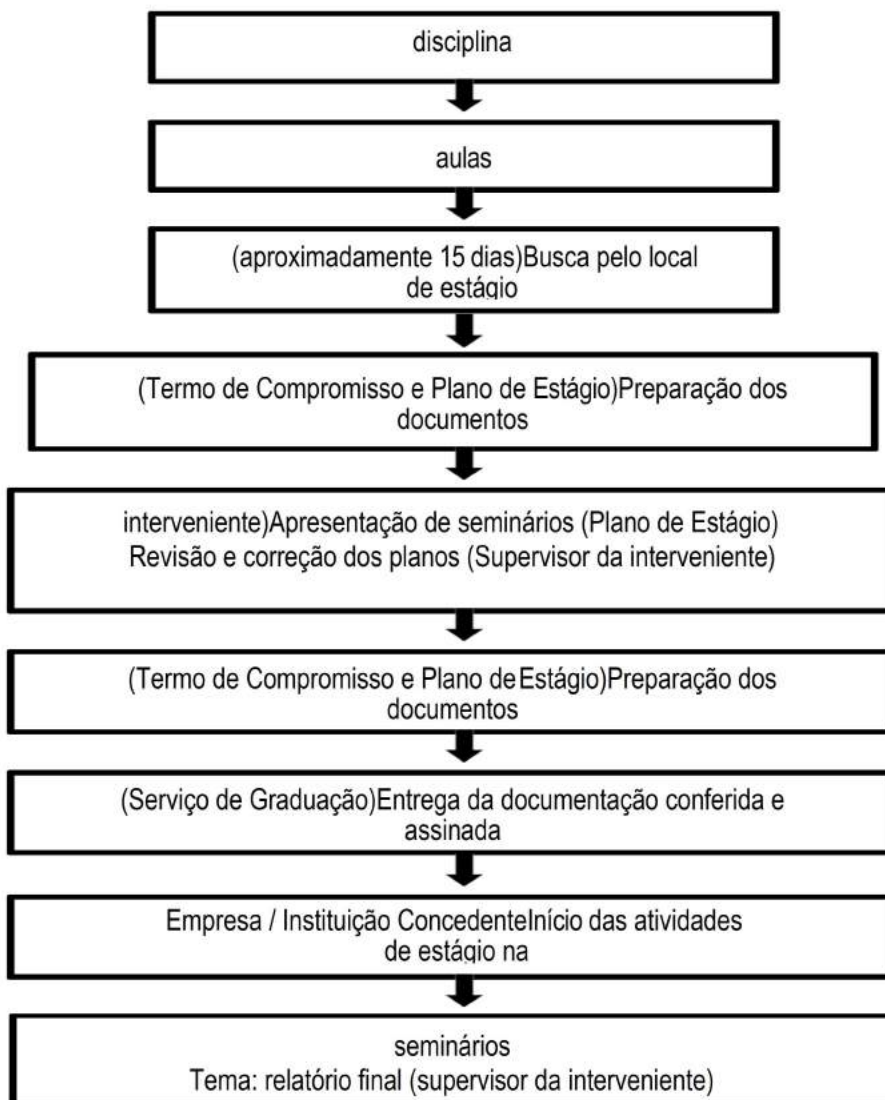 disciplina
aulas
(aproximadamente 15 dias)Busca pelo local
de estágio
(Termo de Compromisso e Plano de Estágio)Preparação dos
documentos
interveniente)Apresentação de seminários (Plano de Estágio)
Revisão e correção dos planos (Supervisor da interveniente)
(Termo de Compromisso e Plano de Estágio)Preparação dos
documentos
(Serviço de Graduação)Entrega da documentação conferida e
assinada
Empresa / Instituição ConcedenteInício das atividades
de estágio na
seminários
Tema: relatório final (supervisor da interveniente)